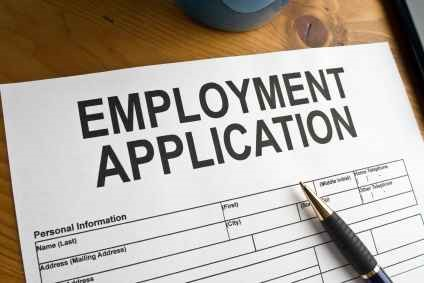 EMPLOYMENT
APPLICATION
Personal Information
Name (Last) (First) (Middle Initial) Home Telephone
( ) -
Address (Mailing Address) (City) Other Telephone
( ) -